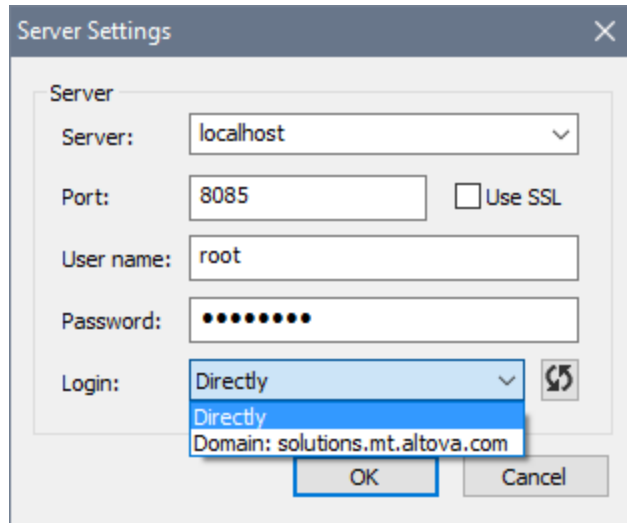 Server Settings
Server
Server: localhost
Port: 8085 Use SSL
User name: root
Password: ●●●●●●●●
Login: Directly
Directly
Domain: solutions.mt.altova.com
OK Cancel